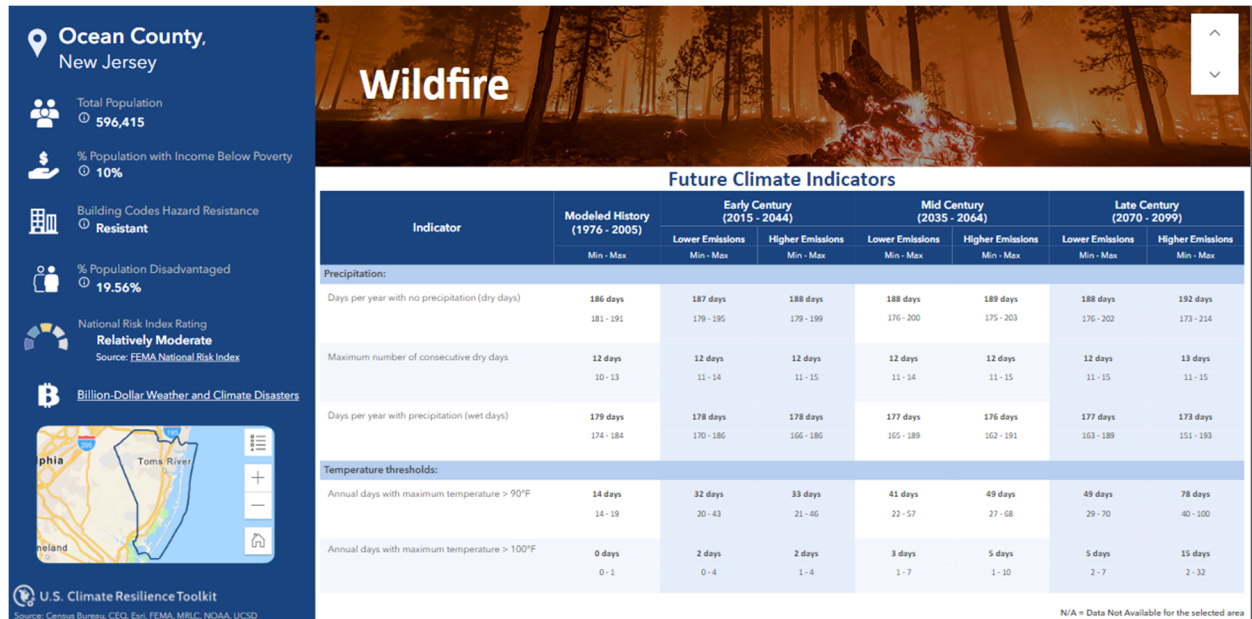 Ocean County,
New Jersey
Total Population
596,415
% Population with Income Below Poverty
10%
Building Codes Hazard Resistance
Resistant
% Population Disadvantaged
19.56%
National Risk Index Rating
Relatively Moderate
Source: FEMA National Risk Index
Billion-Dollar Weather and Climate Disasters
Toms River
phia
neland
U.S. Climate Resilience Toolkit
Source: Census Bureau, CEQ, Esri, FEMA, MRLC, NOAA, UCSD
Wildfire
Future Climate Indicators
Indicator
Modeled History
(1976 - 2005)
Early Century
(2015 - 2044)
Mid Century
(2035 - 2064)
Late Century
(2070 - 2099)
Lower Emissions Higher Emissions Lower Emissions Higher Emissions Lower Emissions Higher Emissions
Min - Max Min - Max Min - Max Min - Max Min - Max Min - Max Min - Max
Precipitation:
Days per year with no precipitation (dry days) 186 days 187 days 188 days 188 days 189 days 188 days 192 days
181 - 191 179 - 195 179 - 199 176 - 200 175 - 203 176 - 202 173 - 214
Maximum number of consecutive dry days 12 days 12 days 12 days 12 days 12 days 12 days 13 days
10 - 13 11 - 14 11 - 15 11 - 14 11 - 15 11 - 15 11 - 15
Days per year with precipitation (wet days) 179 days 178 days 178 days 177 days 176 days 177 days 173 days
174 - 184 170 - 186 166 - 186 165 - 189 162 - 191 163 - 189 151 - 193
Temperature thresholds:
Annual days with maximum temperature > 90°F 14 days 32 days 33 days 41 days 49 days 49 days 78 days
14 - 19 20 - 43 21 - 46 22 - 57 27 - 68 29 - 70 40 - 100
Annual days with maximum temperature > 100°F 0 days 2 days 2 days 3 days 5 days 5 days 15 days
0 - 1 0 - 4 1 - 4 1 - 7 1 - 10 2 - 7 2 - 32
N/A = Data Not Available for the selected area